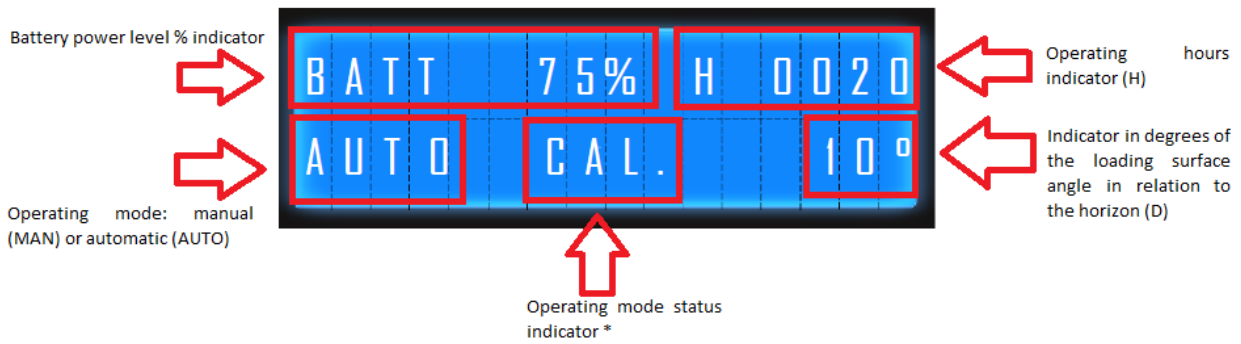 Battery power level % indicator
BATT 75% H 0020
Operating hours
indicator (H)
AUTO CAL. 10º
Indicator in degrees of
the loading surface
angle in relation to
the horizon (D)
Operating mode: manual
(MAN) or automatic (AUTO)
Operating mode status
indicator *